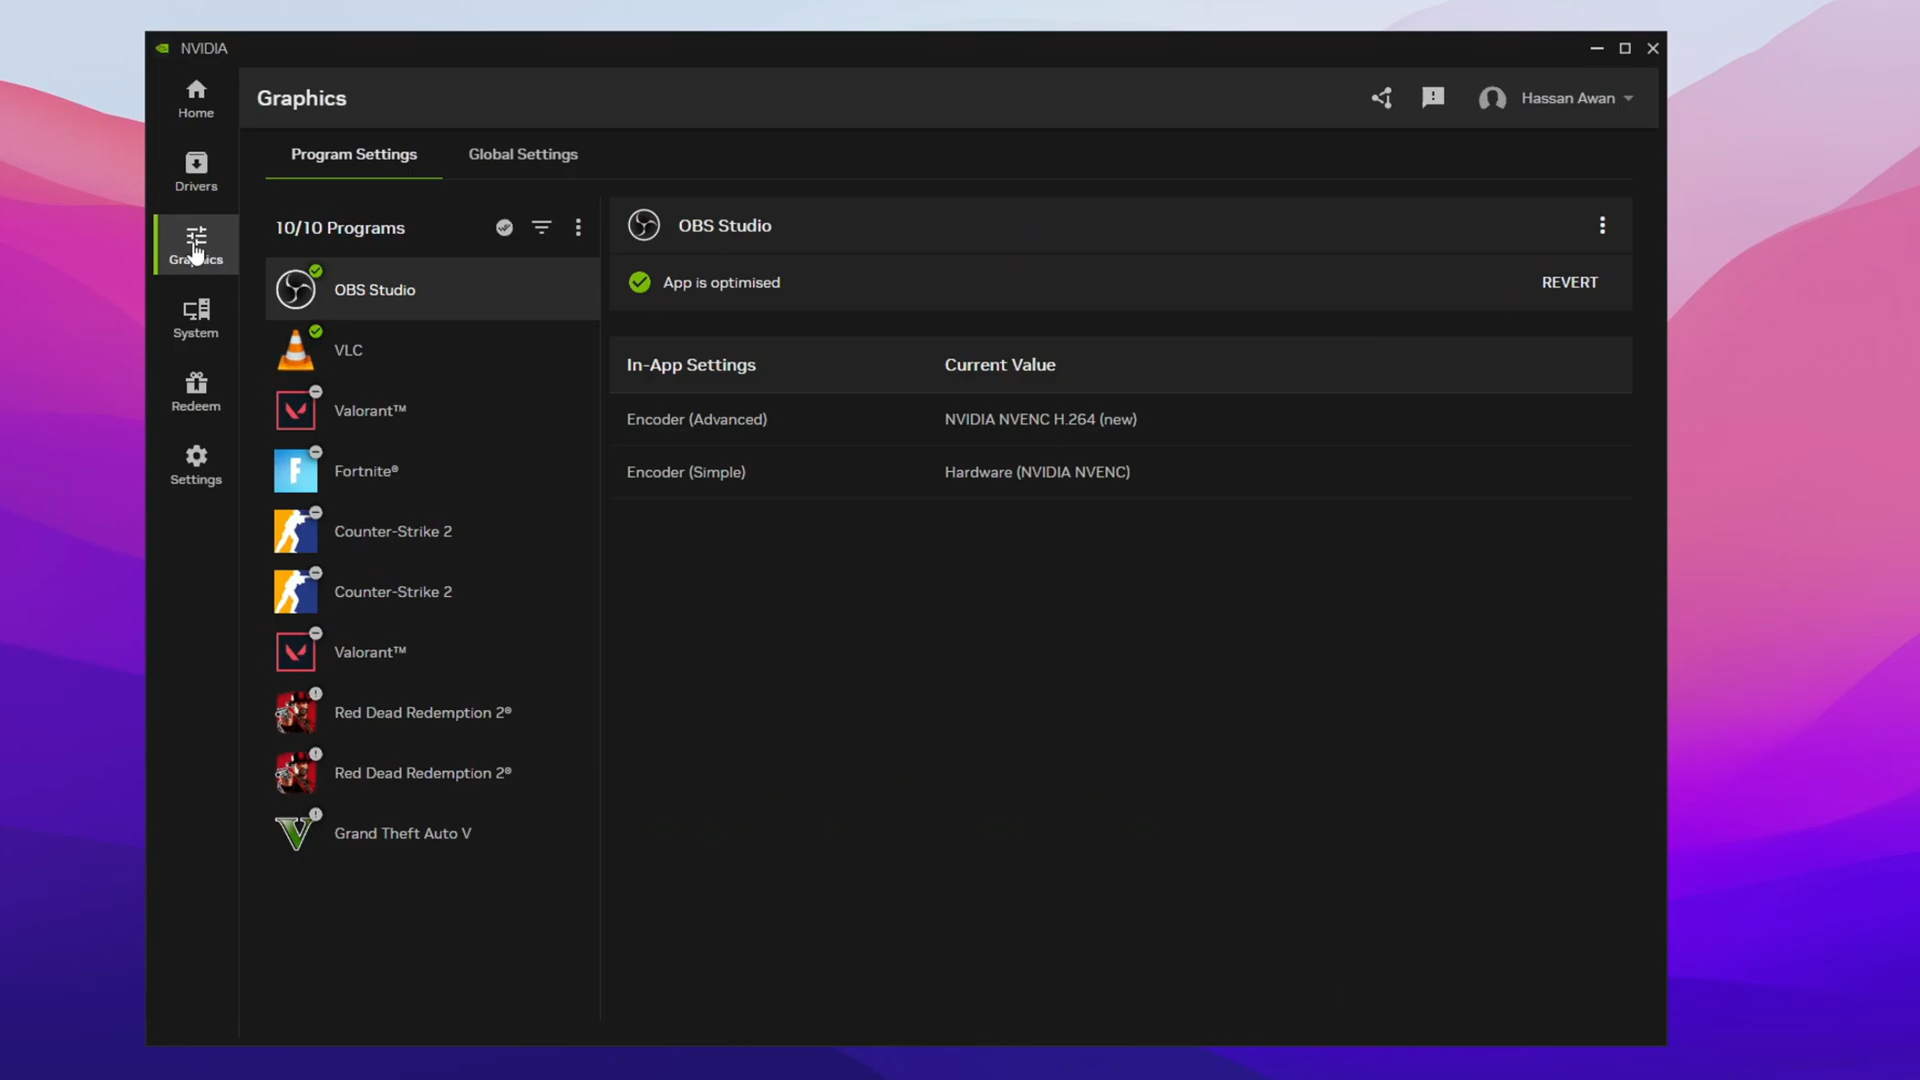 NVIDIA
Home
Drivers
Graphics
System
Redeem
Settings
Graphics
Hassan Awan
Program Settings
Global Settings
10/10 Programs
OBS Studio
VLC
Valorant™
Fortnite®
Counter-Strike 2
Counter-Strike 2
Valorant™
Red Dead Redemption 2®
Red Dead Redemption 2®
Grand Theft Auto V
OBS Studio
App is optimised
REVERT
In-App Settings
Current Value
Encoder (Advanced)
NVIDIA NVENC H.264 (new)
Encoder (Simple)
Hardware (NVIDIA NVENC)